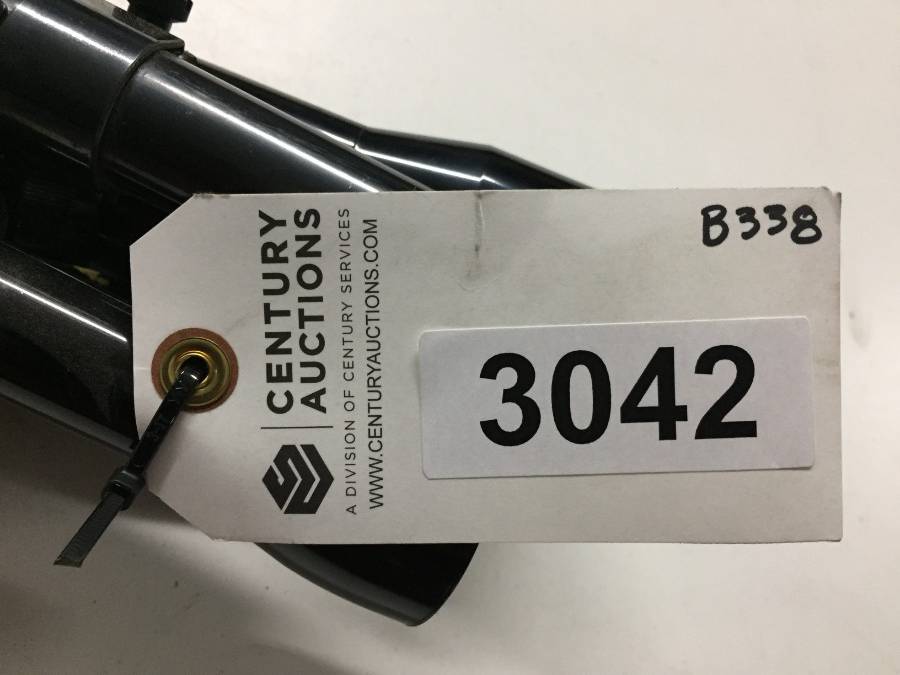 B338
CENTURY
AUCTIONS
A DIVISION OF CENTURY SERVICES
WWW.CENTURYAUCTIONS.COM
3042